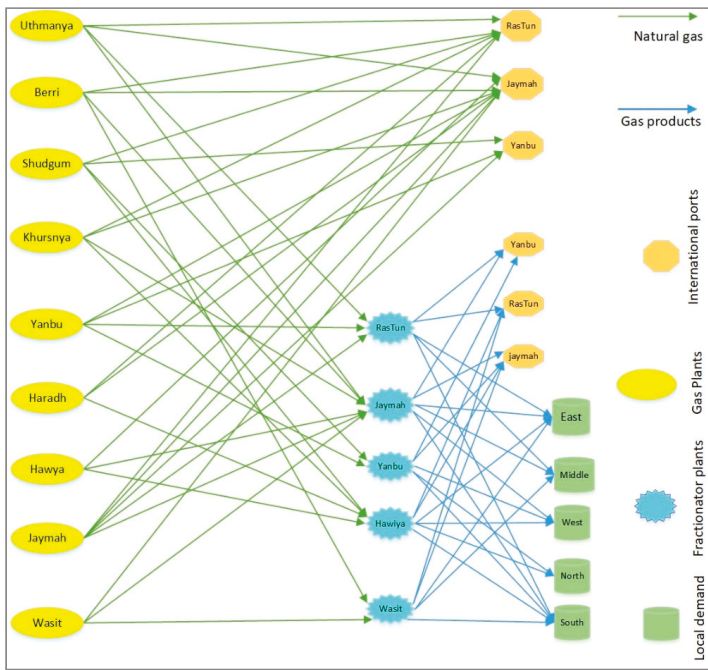 Uthmanya
Berri
Shudgum
Khursnya
Yanbu
Haradh
Hawya
Jaymah
Wasit
RasTun
Jaymah
Yanbu
Hawiya
Wasit
RasTun
Jaymah
Yanbu
Yanbu
RasTun
jaymah
East
Middle
West
North
South
Natural gas
Gas products
International ports
Gas Plants
Fractionator plants
Local demand